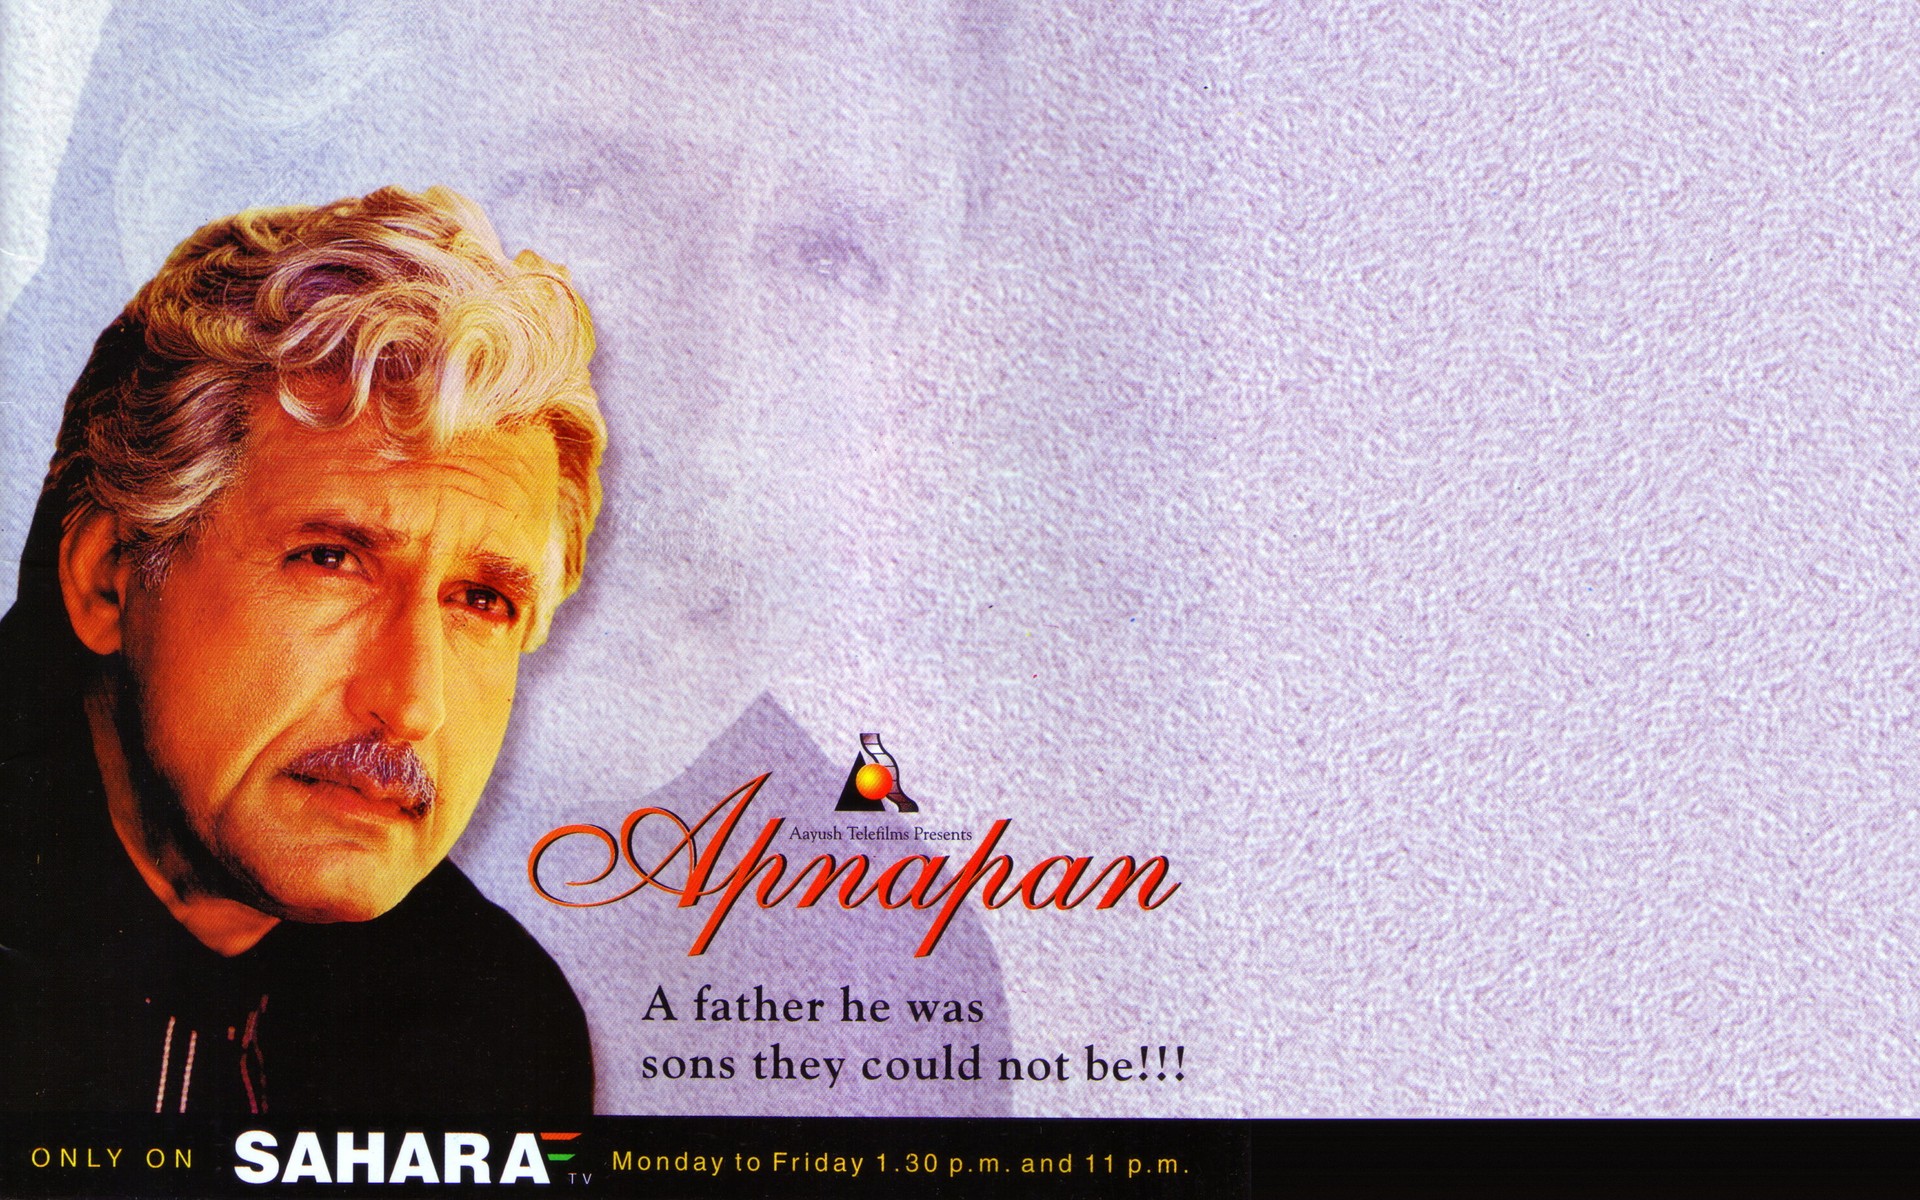 Aayush Telefilms Presents
Apnapan
A father he was
sons they could not be!!!
ONLY ON SAHARA TV Monday to Friday 1.30 p.m. and 11 p.m.